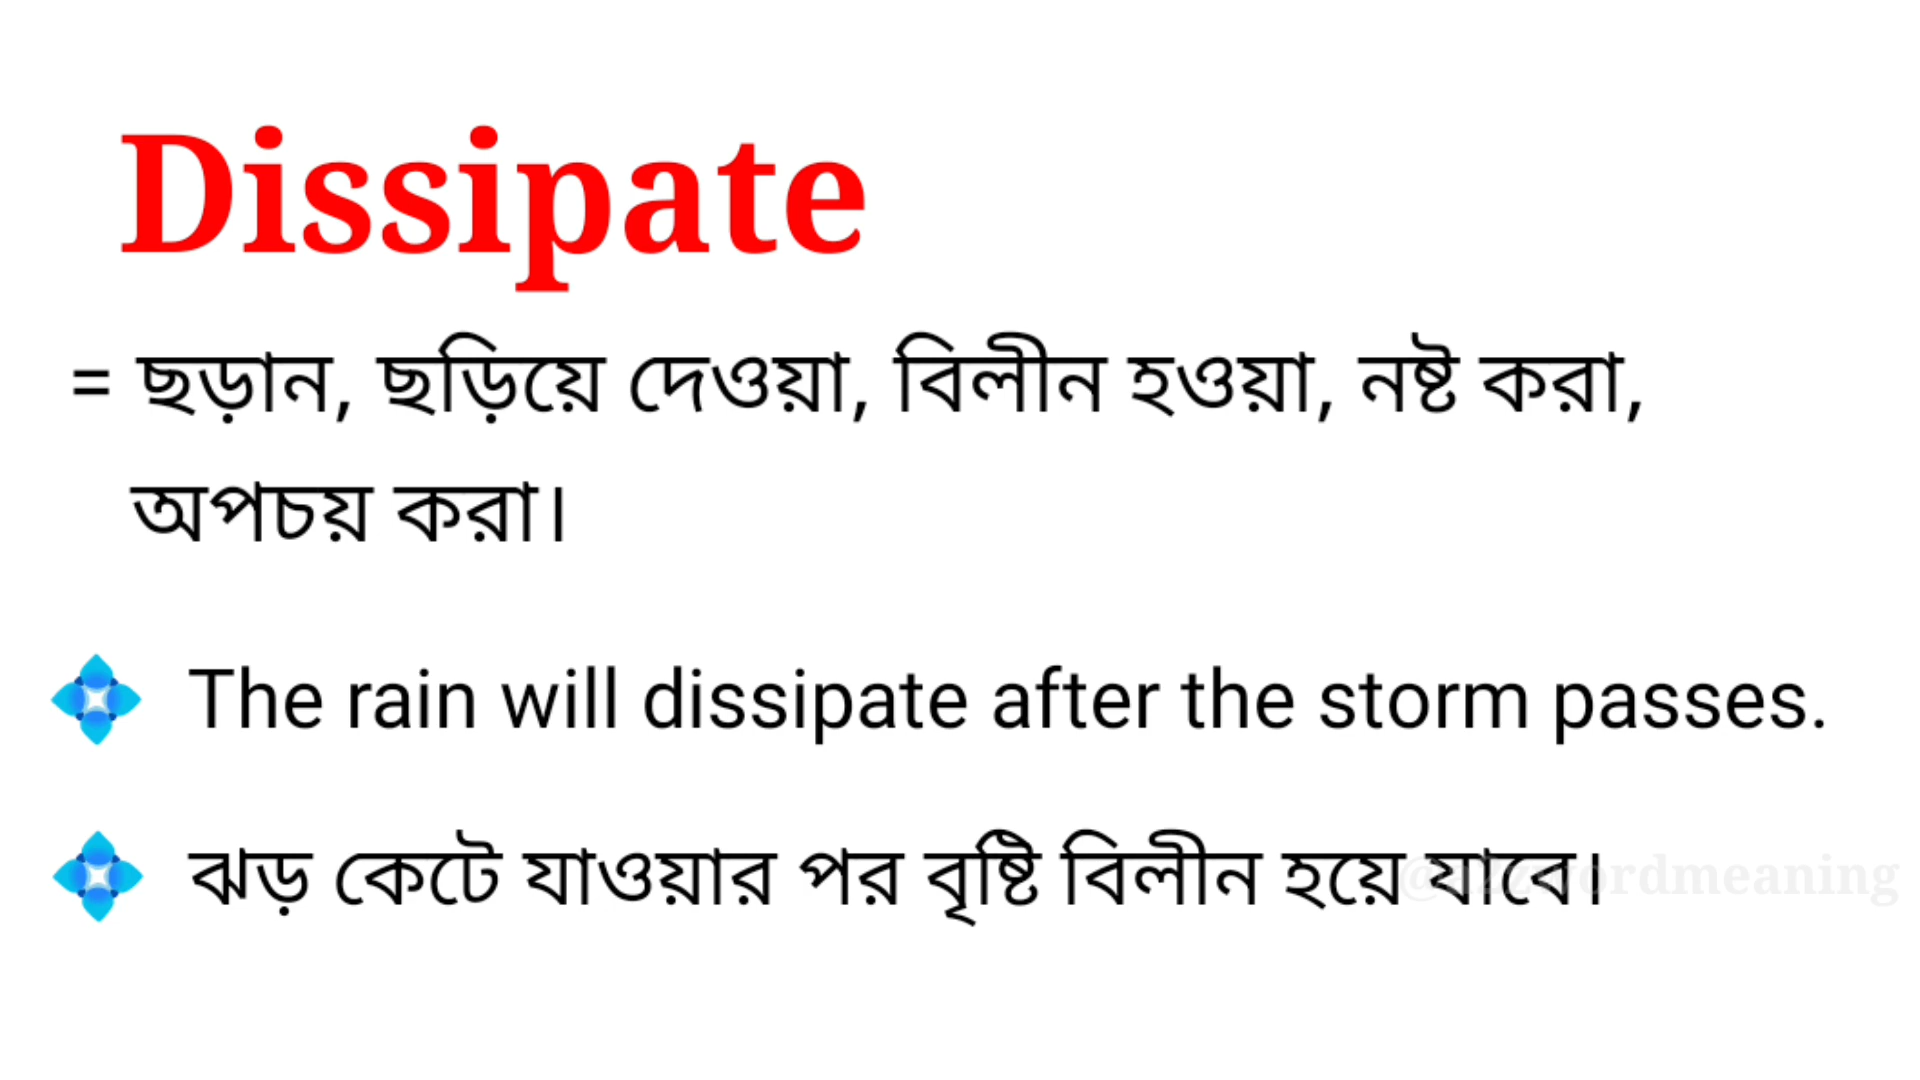 Dissipate
= ছড়ান, ছড়িয়ে দেওয়া, বিলীন হওয়া, নষ্ট করা,
অপচয় করা।
The rain will dissipate after the storm passes.
ঝড় কেটে যাওয়ার পর বৃষ্টি বিলীন হয়ে যাবে।